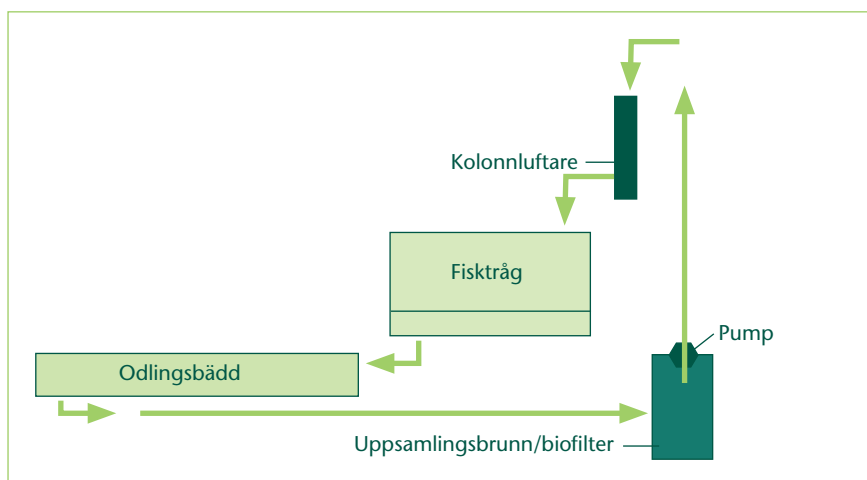 Kolonnluftare
Fisktråg
Pump
Odlingsbädd
Uppsamlingsbrunn/biofilter